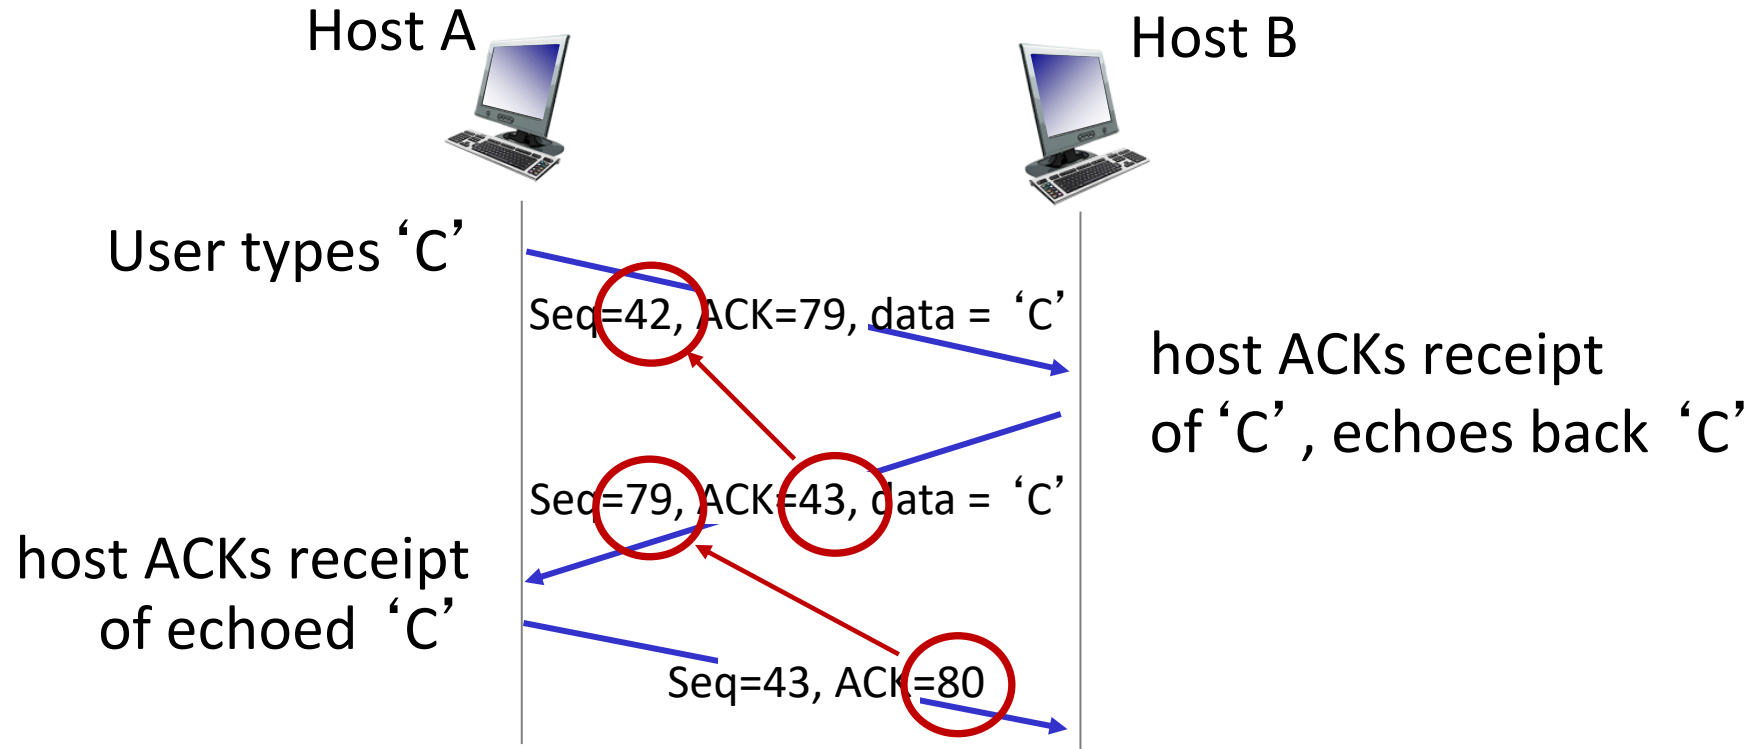 Host A
Host B
User types ‘C’
Seq=42, ACK=79, data = ‘C’
host ACKs receipt
of ‘C’, echoes back ‘C’
Seq=79, ACK=43, data = ‘C’
host ACKs receipt
of echoed ‘C’
Seq=43, ACK=80